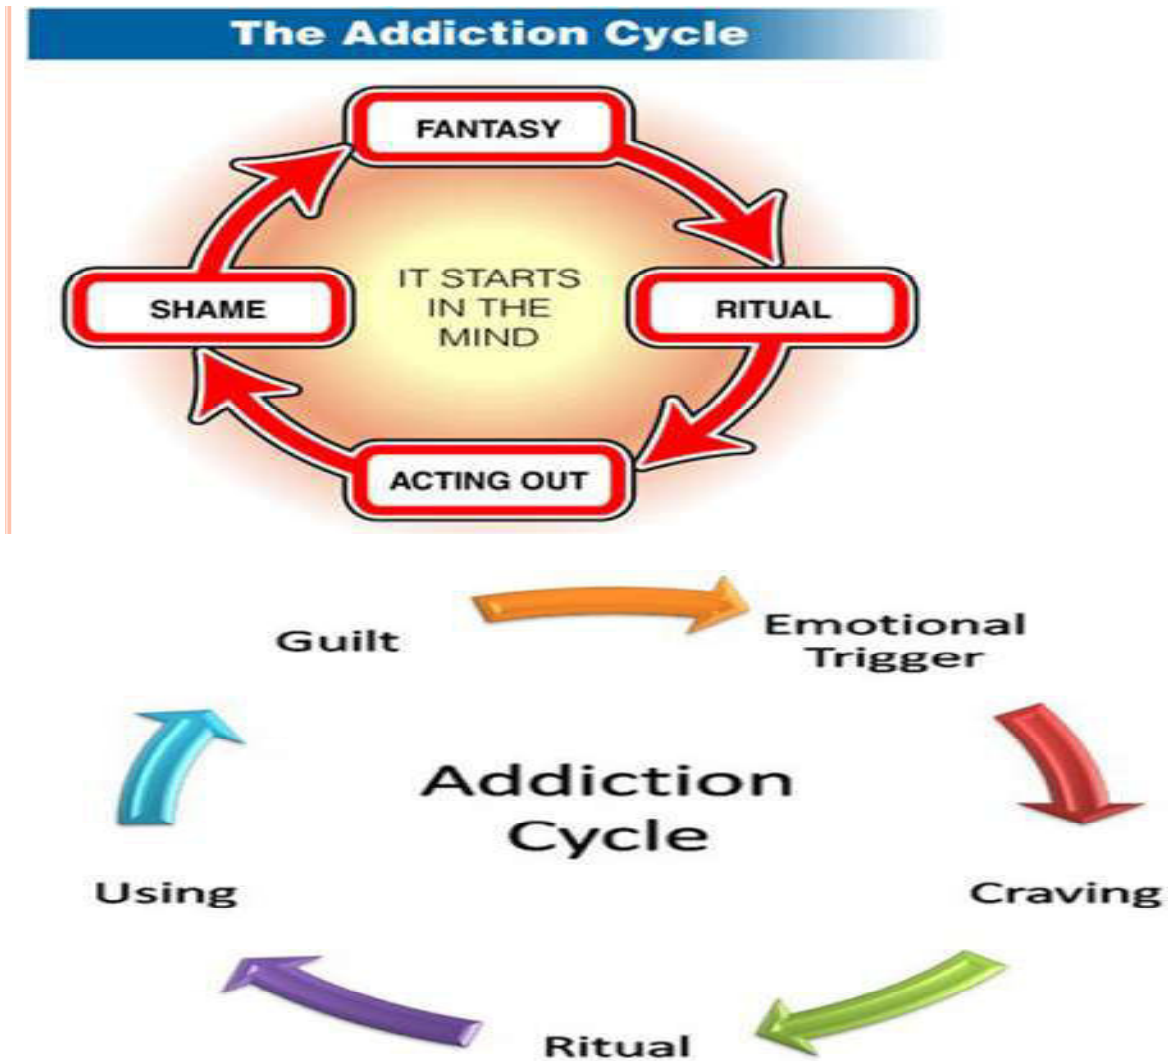 The Addiction Cycle
FANTASY
SHAME
IT STARTS
IN THE
MIND
RITUAL
ACTING OUT
Guilt
Emotional
Trigger
Addiction
Cycle
Using
Craving
Ritual